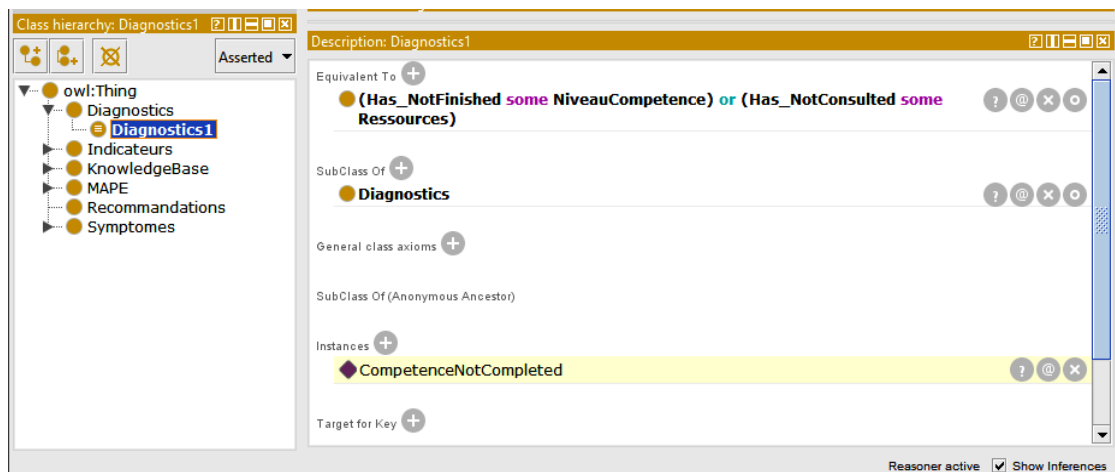 Class hierarchy: Diagnostics1
Asserted
owl:Thing
Diagnostics
Diagnostics1
Indicateurs
KnowledgeBase
MAPE
Recommandations
Symptomes
Description: Diagnostics1
Equivalent To
(Has_NotFinished some NiveauCompetence) or (Has_NotConsulted some
Ressources)
SubClass Of
Diagnostics
General class axioms
SubClass Of (Anonymous Ancestor)
Instances
CompetenceNotCompleted
Target for Key
Reasoner active Show Inferences